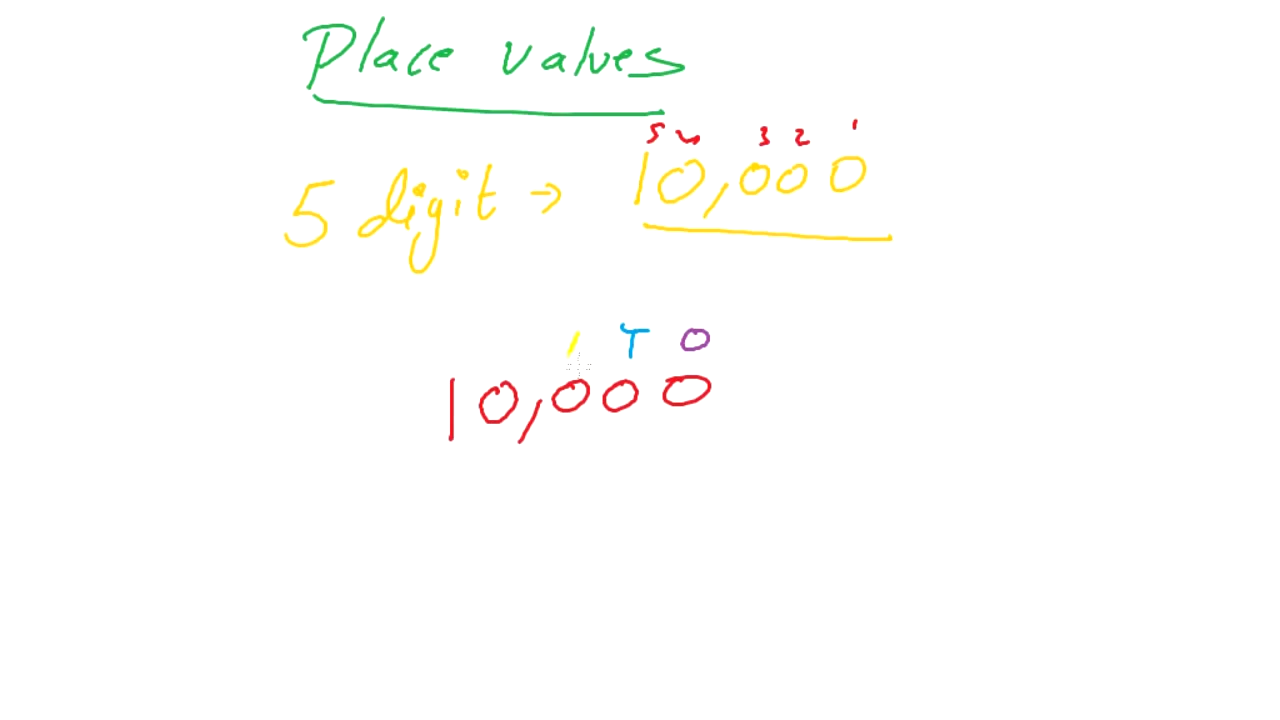 Place values
5 4 3 2 1
5 digit → 10,000
T O
10,000